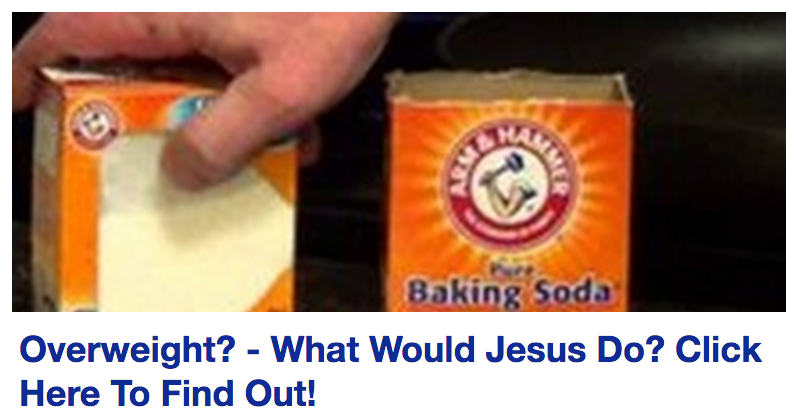 ARM & HAMMER
Pure
Baking Soda
Overweight? - What Would Jesus Do? Click
Here To Find Out!